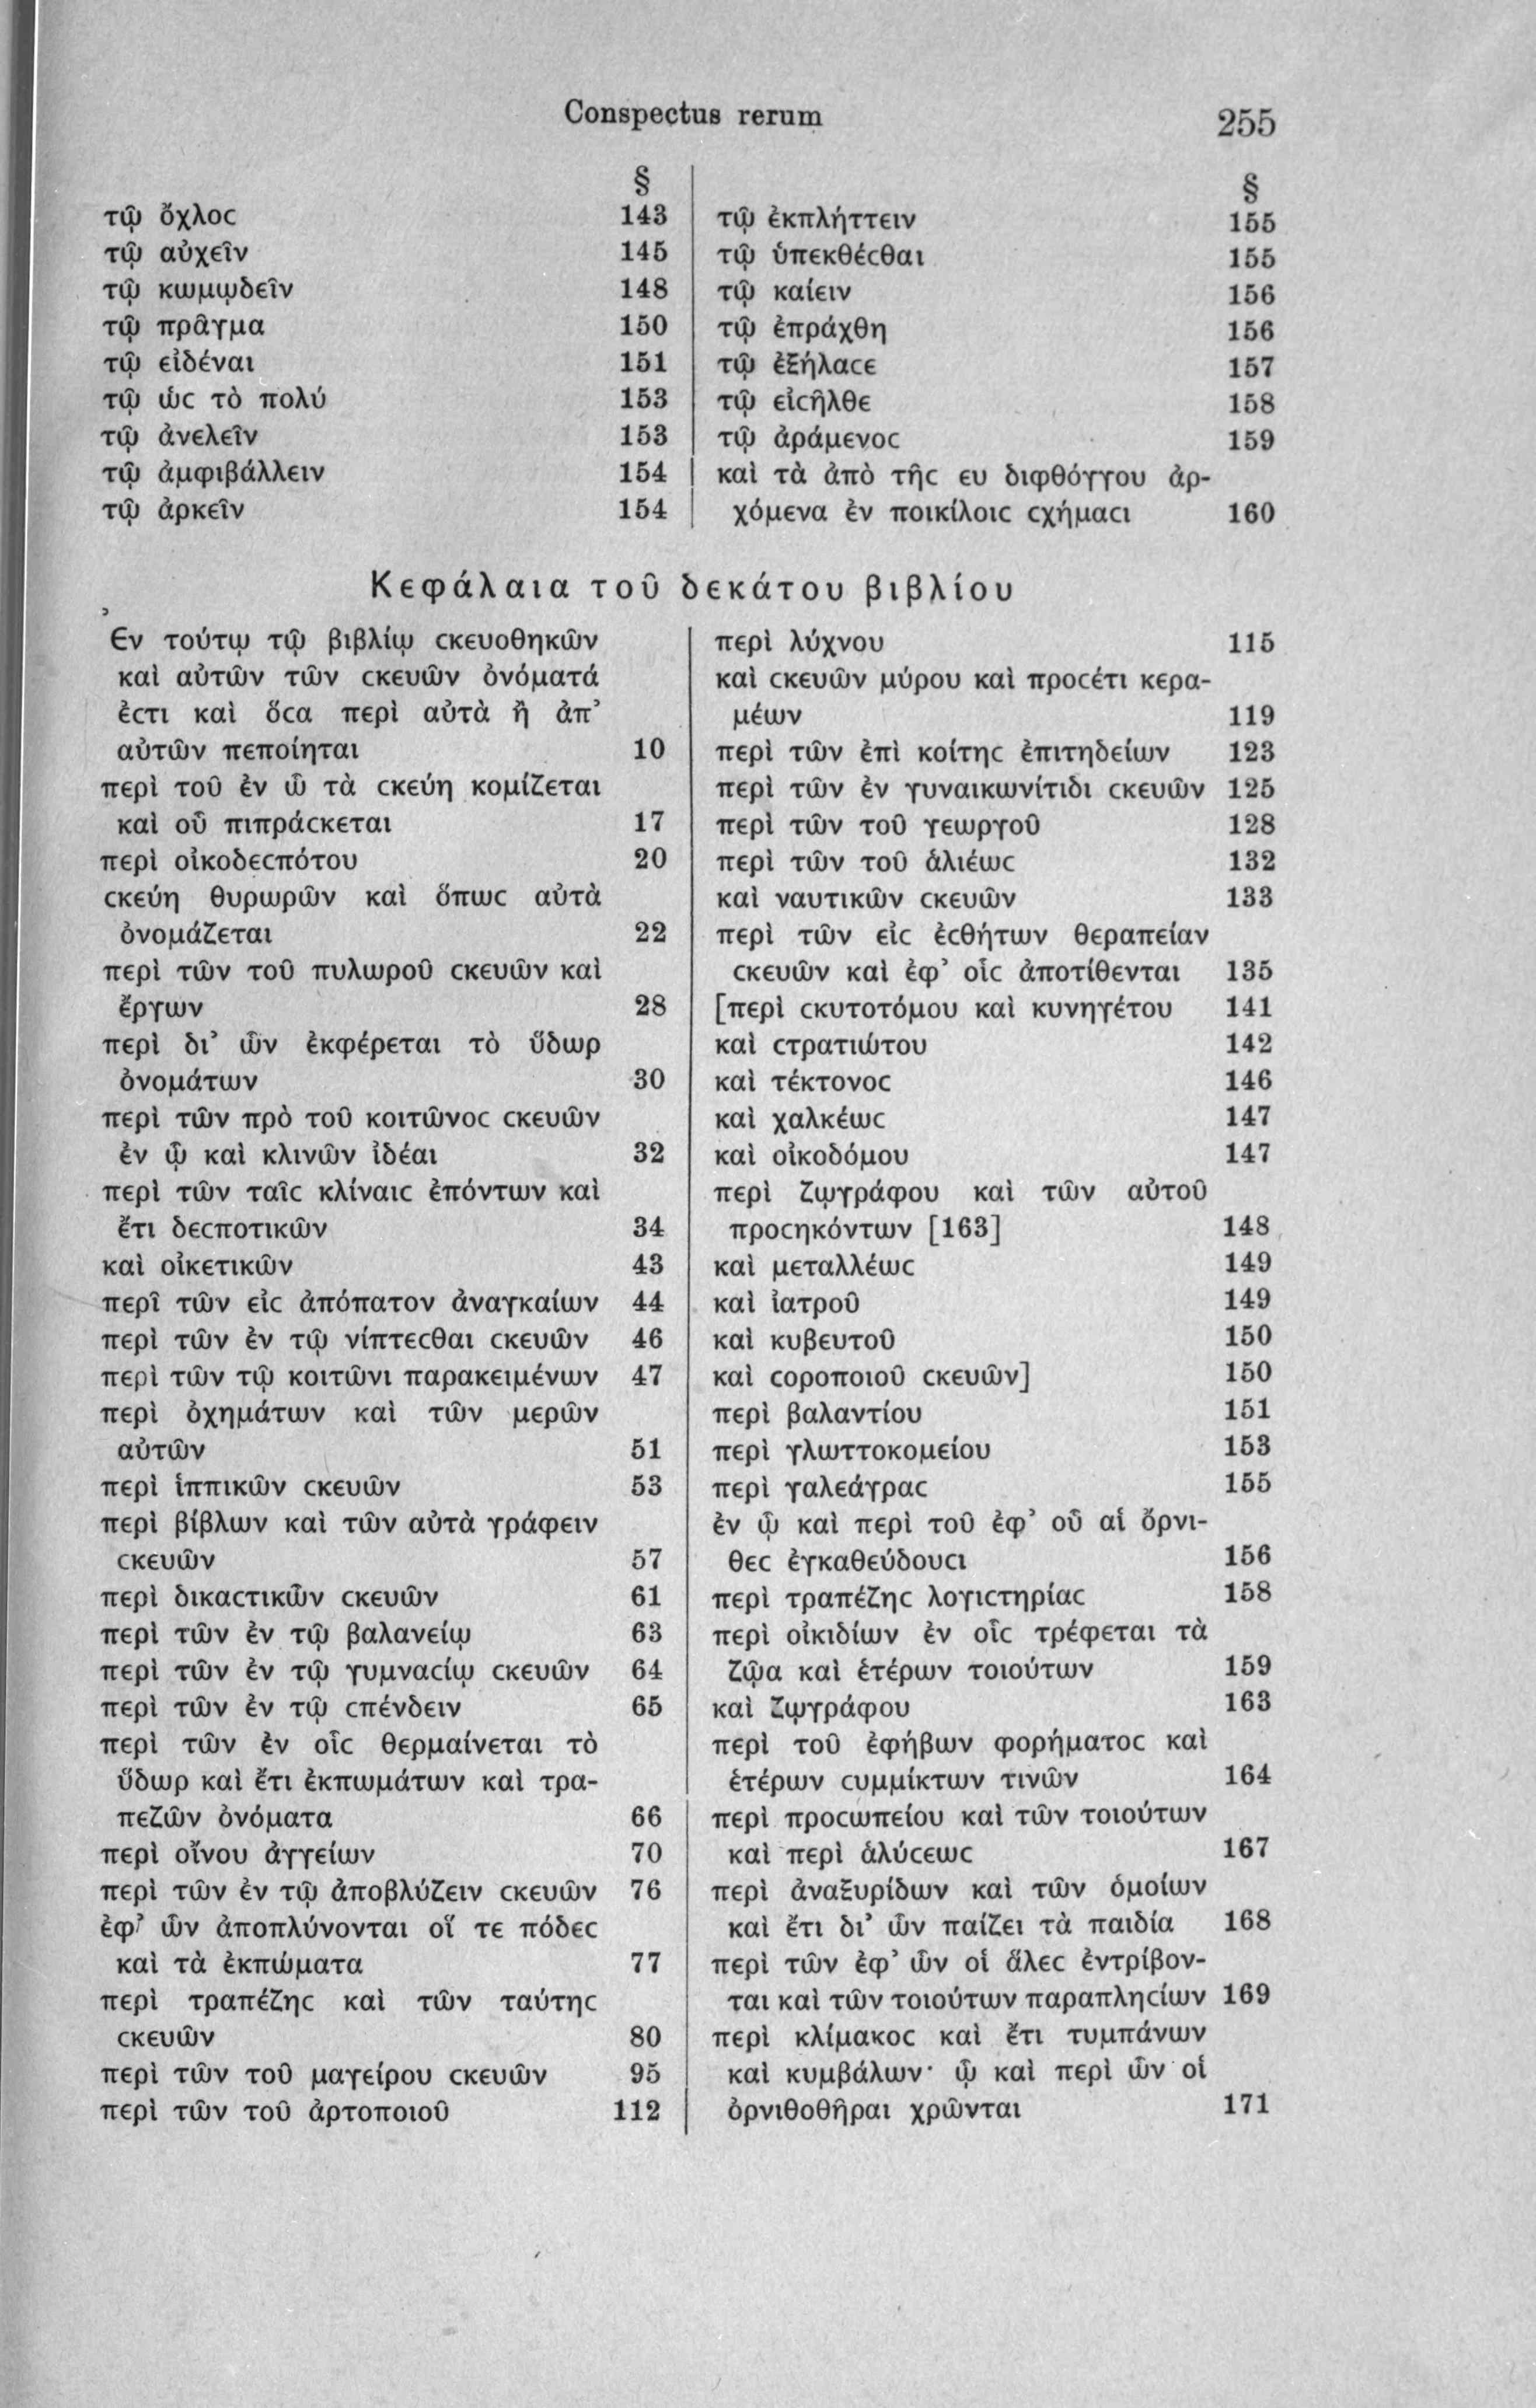 Conspectus rerum
255
§
τῷ ὄχλοϲ 143
τῷ αὐχεῖν 145
τῷ κωμῳδεῖν 148
τῷ πρᾶγμα 150
τῷ εἰδέναι 151
τῷ ὡϲ τὸ πολύ 153
τῷ ἀνελεῖν 153
τῷ ἀμφιβάλλειν 154
τῷ ἀρκεῖν 154
§
τῷ ἐκπλήττειν 155
τῷ ὑπεκθέϲθαι 155
τῷ καίειν 156
τῷ ἐπράχθη 156
τῷ ἐξήλαϲε 157
τῷ εἰϲῆλθε 158
τῷ ἀράμενοϲ 159
καὶ τὰ ἀπὸ τῆϲ ευ διφθόγγου ἀρ-
χόμενα ἐν ποικίλοιϲ ϲχήμαϲι 160
Κεφάλαια τοῦ δεκάτου βιβλίου
Ἐν τούτῳ τῷ βιβλίῳ ϲκευοθηκῶν
καὶ αὐτῶν τῶν ϲκευῶν ὀνόματά
ἐϲτι καὶ ὅϲα περὶ αὐτὰ ἢ ἀπ’
αὐτῶν πεποίηται 10
περὶ τοῦ ἐν ὧ τὰ ϲκεύη κομίζεται
καὶ οὗ πιπράϲκεται 17
περὶ οἰκοδεϲπότου 20
ϲκεύη θυρωρῶν καὶ ὅπωϲ αὐτὰ
ὀνομάζεται 22
περὶ τῶν τοῦ πυλωροῦ ϲκευῶν καὶ
ἔργων 28
περὶ δι’ ὧν ἐκφέρεται τὸ ὕδωρ
ὀνομάτων 30
περὶ τῶν πρὸ τοῦ κοιτῶνοϲ ϲκευῶν
ἐν ᾧ καὶ κλινῶν ἰδέαι 32
περὶ τῶν ταῖϲ κλίναιϲ ἐπόντων καὶ
ἔτι δεϲποτικῶν 34
καὶ οἰκετικῶν 43
περῖ τῶν εἰϲ ἀπόπατον ἀναγκαίων 44
περὶ τῶν ἐν τῷ νίπτεϲθαι ϲκευῶν 46
περὶ τῶν τῷ κοιτῶνι παρακειμένων 47
περὶ ὀχημάτων καὶ τῶν μερῶν
αὐτῶν 51
περὶ ἱππικῶν ϲκευῶν 53
περὶ βίβλων καὶ τῶν αὐτὰ γράφειν
ϲκευῶν 57
περὶ δικαϲτικῶν ϲκευῶν 61
περὶ τῶν ἐν τῷ βαλανείῳ 63
περὶ τῶν ἐν τῷ γυμναϲίῳ ϲκευῶν 64
περὶ τῶν ἐν τῷ ϲπένδειν 65
περὶ τῶν ἐν οἷϲ θερμαίνεται τὸ
ὕδωρ καὶ ἔτι ἐκπωμάτων καὶ τρα-
πεζῶν ὀνόματα 66
περὶ οἴνου ἀγγείων 70
περὶ τῶν ἐν τῷ ἀποβλύζειν ϲκευῶν 76
ἐφ’ ὧν ἀποπλύνονται οἵ τε πόδεϲ
καὶ τὰ ἐκπώματα 77
περὶ τραπέζηϲ καὶ τῶν ταύτηϲ
ϲκευῶν 80
περὶ τῶν τοῦ μαγείρου ϲκευῶν 95
περὶ τῶν τοῦ ἀρτοποιοῦ 112
περὶ λύχνου 115
καὶ ϲκευῶν μύρου καὶ προϲέτι κερα-
μέων 119
περὶ τῶν ἐπὶ κοίτηϲ ἐπιτηδείων 123
περὶ τῶν ἐν γυναικωνίτιδι ϲκευῶν 125
περὶ τῶν τοῦ γεωργοῦ 128
περὶ τῶν τοῦ ἁλιέωϲ 132
καὶ ναυτικῶν ϲκευῶν 133
περὶ τῶν εἰϲ ἐϲθήτων θεραπείαν
ϲκευῶν καὶ ἐφ’ οἷϲ ἀποτίθενται 135
[περὶ ϲκυτοτόμου καὶ κυνηγέτου 141
καὶ ϲτρατιώτου 142
καὶ τέκτονοϲ 146
καὶ χαλκέωϲ 147
καὶ οἰκοδόμου 147
περὶ ζῳγράφου καὶ τῶν αὐτοῦ
προϲηκόντων [163] 148
καὶ μεταλλέωϲ 149
καὶ ἰατροῦ 149
καὶ κυβευτοῦ 150
καὶ ϲοροποιοῦ ϲκευῶν] 150
περὶ βαλαντίου 151
περὶ γλωττοκομείου 153
περὶ γαλεάγραϲ 155
ἐν ᾧ καὶ περὶ τοῦ ἐφ’ οὗ αἱ ὄρνι-
θεϲ ἐγκαθεύδουϲι 156
περὶ τραπέζηϲ λογιϲτηρίαϲ 158
περὶ οἰκιδίων ἐν οἷϲ τρέφεται τὰ
ζῷα καὶ ἑτέρων τοιούτων 159
καὶ ζῳγράφου 163
περὶ τοῦ ἐφήβων φορήματοϲ καὶ
ἑτέρων ϲυμμίκτων τινῶν 164
περὶ προϲωπείου καὶ τῶν τοιούτων
καὶ περὶ ἁλύϲεωϲ 167
περὶ ἀναξυρίδων καὶ τῶν ὁμοίων
καὶ ἔτι δι’ ὧν παίζει τὰ παιδία 168
περὶ τῶν ἐφ’ ὧν οἱ ἅλεϲ ἐντρίβον-
ται καὶ τῶν τοιούτων παραπληϲίων 169
περὶ κλίμακοϲ καὶ ἔτι τυμπάνων
καὶ κυμβάλων· ᾧ καὶ περὶ ὧν οἱ
ὀρνιθοθῆραι χρῶνται 171